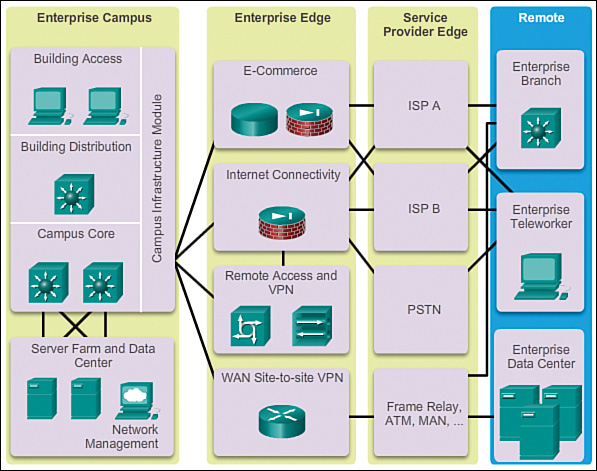 Enterprise Campus
Building Access
Building Distribution
Campus Core
Campus Infrastructure Module
Server Farm and Data
Center
Network
Management
Enterprise Edge
E-Commerce
Internet Connectivity
Remote Access and
VPN
WAN Site-to-site VPN
Service
Provider Edge
ISP A
ISP B
PSTN
Frame Relay,
ATM, MAN, ...
Remote
Enterprise
Branch
Enterprise
Teleworker
Enterprise
Data Center